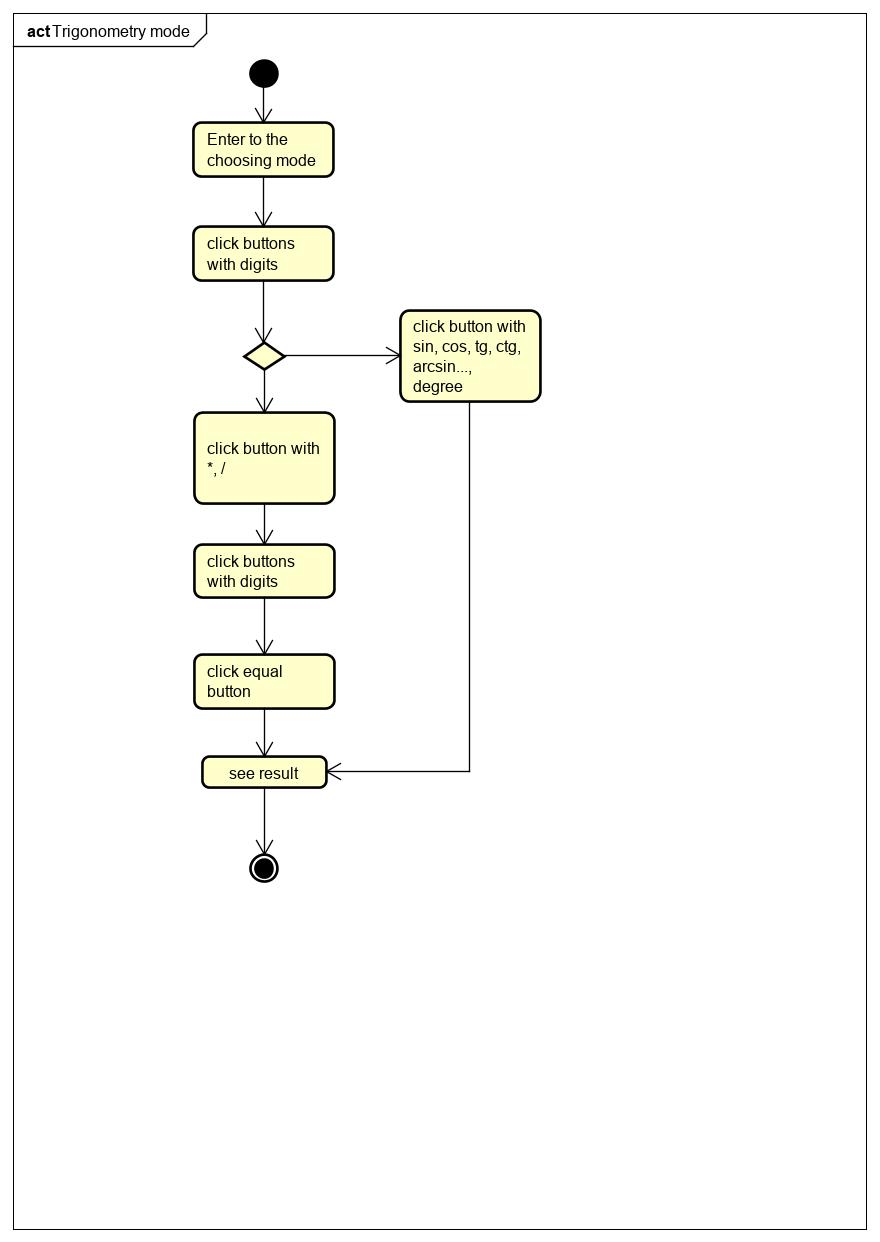 act Trigonometry mode
Enter to the
choosing mode
click buttons
with digits
click button with
sin, cos, tg, ctg,
arcsin...,
degree
click button with
*, /
click buttons
with digits
click equal
button
see result